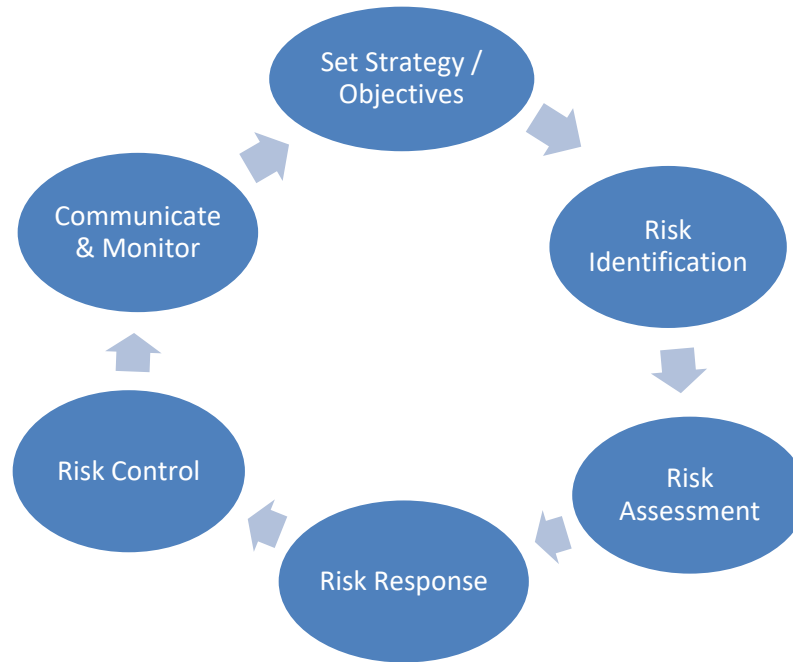 Set Strategy /
Objectives
Risk
Identification
Risk
Assessment
Risk Response
Risk Control
Communicate
& Monitor